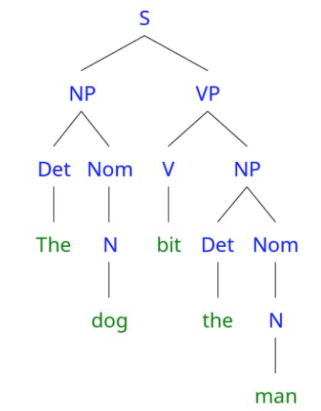 S
NP VP
Det Nom V NP
The N bit Det Nom
dog the N
man